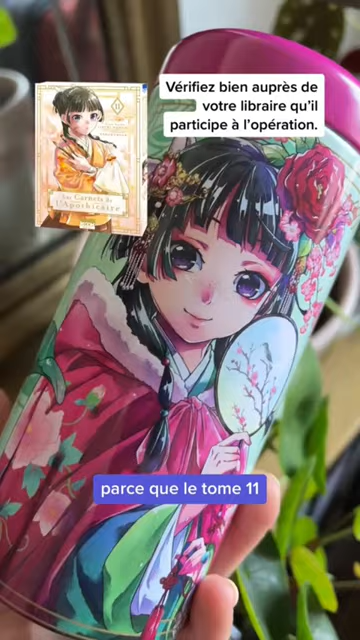 Vérifiez bien auprès de
votre libraire qu'il
participe à l'opération.
11
Les Carnets de
l'Apothicaire
parce que le tome 11